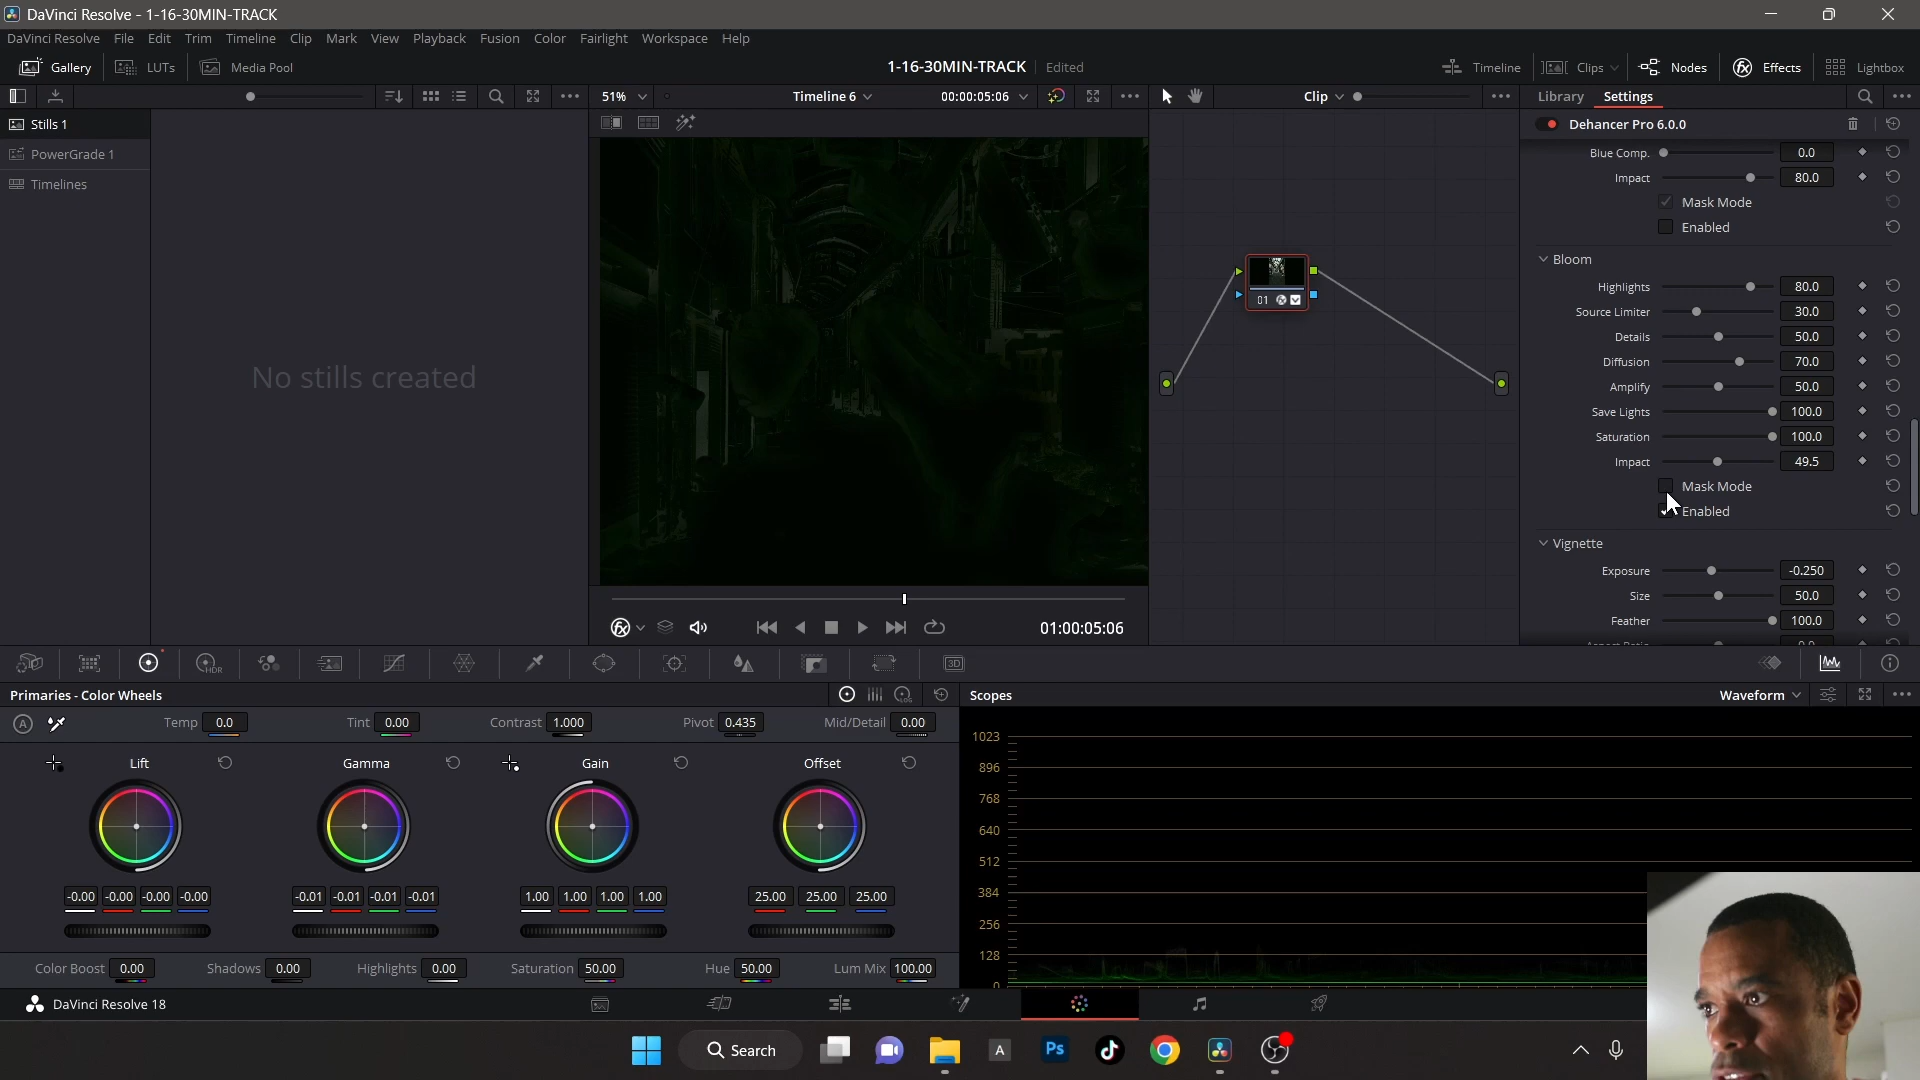 DaVinci Resolve - 1-16-30MIN-TRACK
DaVinci Resolve File Edit Trim Timeline Clip Mark View Playback Fusion Color Fairlight Workspace Help
Gallery LUTs Media Pool 1-16-30MIN-TRACK Edited Timeline Clips Nodes Effects Lightbox
51% Timeline 6 00:00:05:06 Clip Library Settings
Stills 1
PowerGrade 1
Timelines
No stills created
01
01:00:05:06
Dehancer Pro 6.0.0
Blue Comp. 0.0
Impact 80.0
Mask Mode
Enabled
Bloom
Highlights 80.0
Source Limiter 30.0
Details 50.0
Diffusion 70.0
Amplify 50.0
Save Lights 100.0
Saturation 100.0
Impact 49.5
Mask Mode
Enabled
Vignette
Exposure -0.250
Size 50.0
Feather 100.0
HDR LOG 3D
Primaries - Color Wheels
A Temp 0.0 Tint 0.00 Contrast 1.000 Pivot 0.435 Mid/Detail 0.00
Lift Gamma Gain Offset
-0.00 -0.00 -0.00 -0.00 -0.01 -0.01 -0.01 -0.01 1.00 1.00 1.00 1.00 25.00 25.00 25.00
Color Boost 0.00 Shadows 0.00 Highlights 0.00 Saturation 50.00 Hue 50.00 Lum Mix 100.00
Scopes Waveform
1023
896
768
640
512
384
256
128
0
DaVinci Resolve 18
Search A Ps